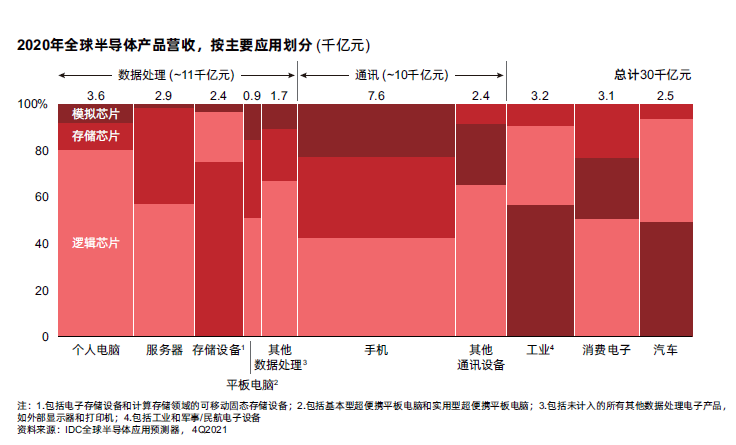 2020年全球半导体产品营收，按主要应用划分 (千亿元)
数据处理 (~11千亿元)
通讯 (~10千亿元)
总计30千亿元
3.6 2.9 2.4 0.9 1.7 7.6 2.4 3.2 3.1 2.5
100%
模拟芯片
存储芯片
80
60
逻辑芯片
40
20
0
个人电脑 服务器 存储设备1 其他 手机 其他 工业4 消费电子 汽车
数据处理3 通讯设备
平板电脑2
注：1.包括电子存储设备和计算存储领域的可移动固态存储设备；2.包括基本型超便携平板电脑和实用型超便携平板电脑；3.包括未计入的所有其他数据处理电子产品，
如外部显示器和打印机；4.包括工业和军事/民航电子设备
资料来源：IDC全球半导体应用预测器， 4Q2021